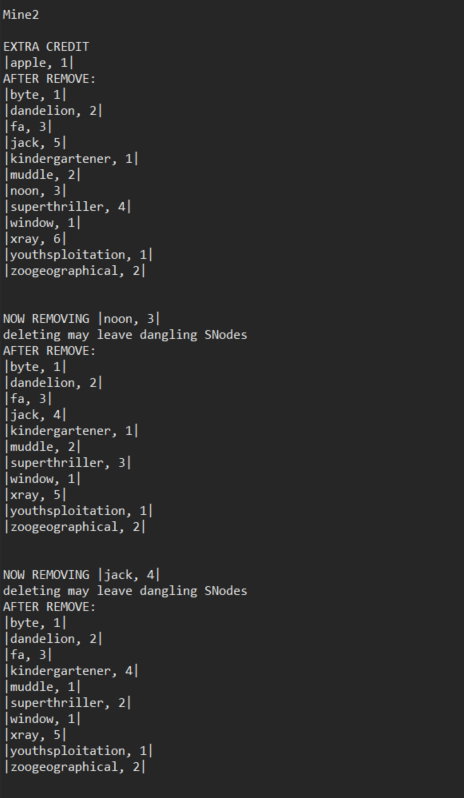 Mine2
EXTRA CREDIT
|apple, 1|
AFTER REMOVE:
|byte, 1|
|dandelion, 2|
|fa, 3|
|jack, 5|
|kindergartener, 1|
|muddle, 2|
|noon, 3|
|superthriller, 4|
|window, 1|
|xray, 6|
|youthsploitation, 1|
|zoogeographical, 2|
NOW REMOVING |noon, 3|
deleting may leave dangling SNodes
AFTER REMOVE:
|byte, 1|
|dandelion, 2|
|fa, 3|
|jack, 4|
|kindergartener, 1|
|muddle, 2|
|superthriller, 3|
|window, 1|
|xray, 5|
|youthsploitation, 1|
|zoogeographical, 2|
NOW REMOVING |jack, 4|
deleting may leave dangling SNodes
AFTER REMOVE:
|byte, 1|
|dandelion, 2|
|fa, 3|
|kindergartener, 4|
|muddle, 1|
|superthriller, 2|
|window, 1|
|xray, 5|
|youthsploitation, 1|
|zoogeographical, 2|